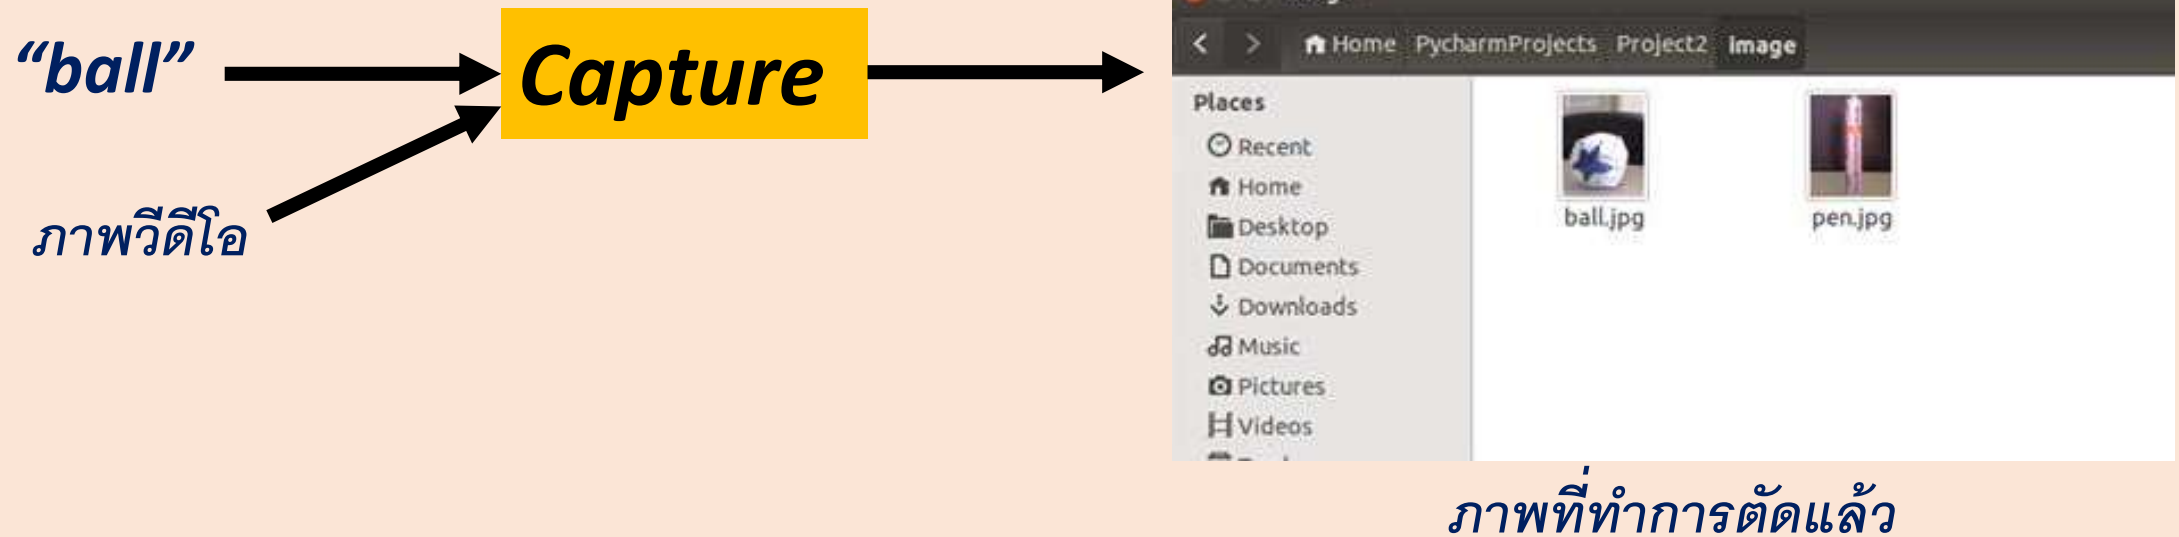 “ball”
Capture
ภาพวีดีโอ
Home PycharmProjects Project2 Image
Places
Recent
Home
Desktop
Documents
Downloads
Music
Pictures
Videos
ball.jpg
pen.jpg
ภาพที่ทำการตัดแล้ว